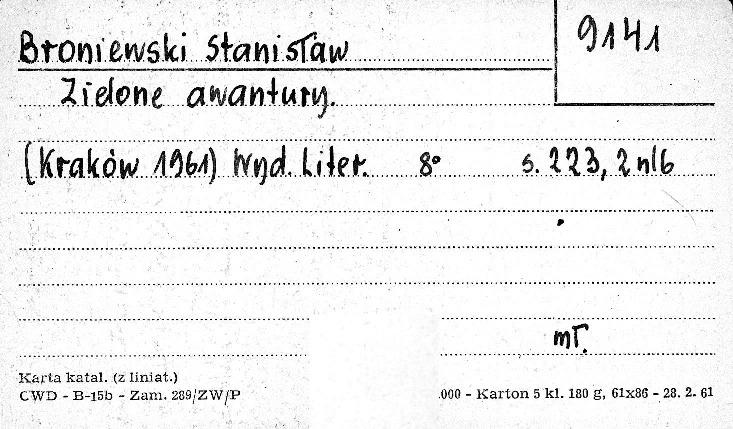 Broniewski Stanisław
9141
Zielone awantury.
(Kraków 1961) Wyd. Liter. 8° s. 223, 2 nlb
mł.
Karta katal. (z liniat.)
CWD - B-15b - Zam. 289/ZW/P
.000 - Karton 5 kl. 180 g, 61x86 - 28. 2. 61